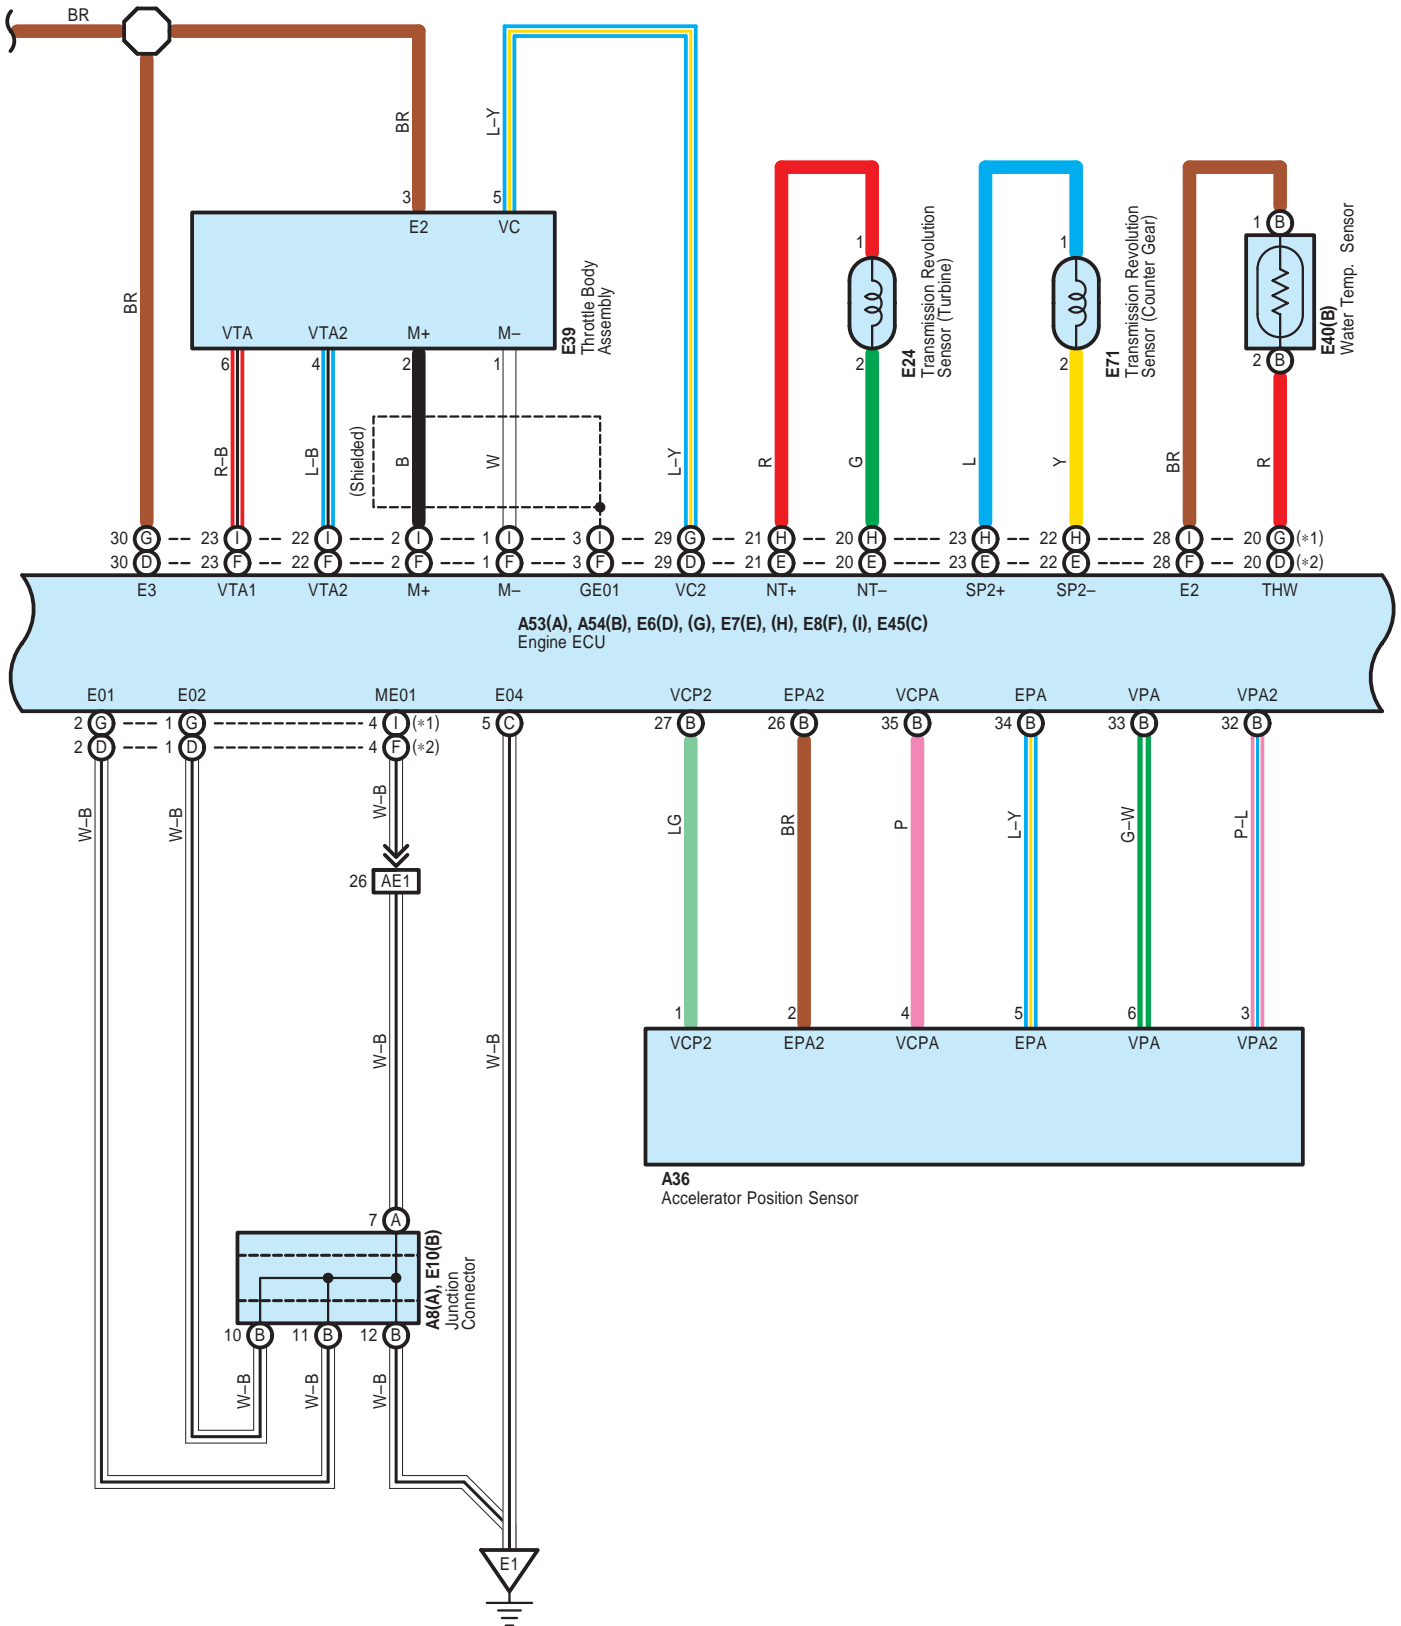 BR
BR
BR
L–Y
3
5
E2
VC
VTA
VTA2
M+
M–
E39
Throttle Body
Assembly
6
4
2
1
(Shielded)
R–B
L–B
B
W
L–Y
R
1
2
E24
Transmission Revolution
Sensor (Turbine)
G
L
1
2
E71
Transmission Revolution
Sensor (Counter Gear)
Y
BR
1 B
2 B
E40(B)
Water Temp. Sensor
R
30 G 23 I 22 I 2 I 1 I 3 I 29 G 21 H 20 H 23 H 22 H 28 I 20 G (*1)
30 D 23 F 22 F 2 F 1 F 3 F 29 D 21 E 20 E 23 E 22 E 28 F 20 D (*2)
E3 VTA1 VTA2 M+ M– GE01 VC2 NT+ NT– SP2+ SP2– E2 THW
A53(A), A54(B), E6(D), (G), E7(E), (H), E8(F), (I), E45(C)
Engine ECU
E01 E02 ME01 E04 VCP2 EPA2 VCPA EPA VPA VPA2
2 G 1 G 4 I (*1) 5 C 27 B 26 B 35 B 34 B 33 B 32 B
2 D 1 D 4 F (*2)
W–B
W–B
W–B
LG
BR
P
L–Y
G–W
P–L
26 AE1
W–B
W–B
1 2 4 5 6 3
VCP2 EPA2 VCPA EPA VPA VPA2
A36
Accelerator Position Sensor
7 A
A8(A), E10(B)
Junction
Connector
10 B 11 B 12 B
W–B
W–B
W–B
E1